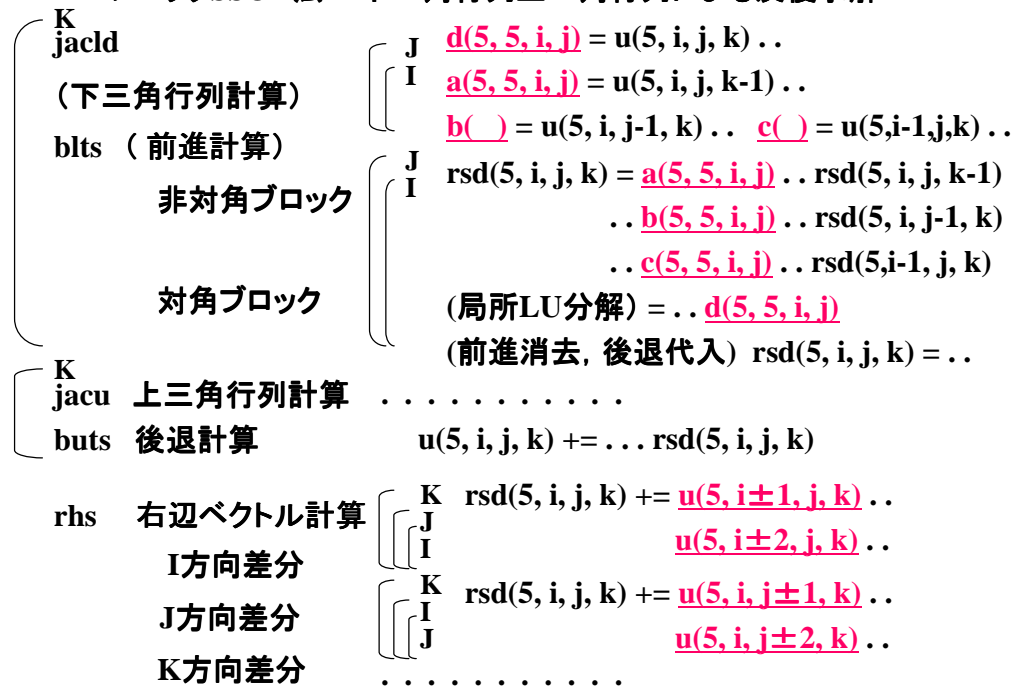 K
jacld
J d(5, 5, i, j) = u(5, i, j, k) . .
(下三角行列計算) I a(5, 5, i, j) = u(5, i, j, k-1) . .
b( ) = u(5, i, j-1, k) . . c( ) = u(5,i-1,j,k) . .
blts ( 前進計算)
J
I rsd(5, i, j, k) = a(5, 5, i, j) . . rsd(5, i, j, k-1)
非対角ブロック . . b(5, 5, i, j) . . rsd(5, i, j-1, k)
. . c(5, 5, i, j) . . rsd(5,i-1, j, k)
対角ブロック (局所LU分解) = . . d(5, 5, i, j)
(前進消去, 後退代入) rsd(5, i, j, k) = . .
K
jacu 上三角行列計算 . . . . . . . . . . .
buts 後退計算 u(5, i, j, k) += . . . rsd(5, i, j, k)
K rsd(5, i, j, k) += u(5, i±1, j, k) . .
rhs 右辺ベクトル計算 J
I u(5, i±2, j, k) . .
I方向差分
K rsd(5, i, j, k) += u(5, i, j±1, k) . .
I
J方向差分 J u(5, i, j±2, k) . .
K方向差分 . . . . . . . . . . .